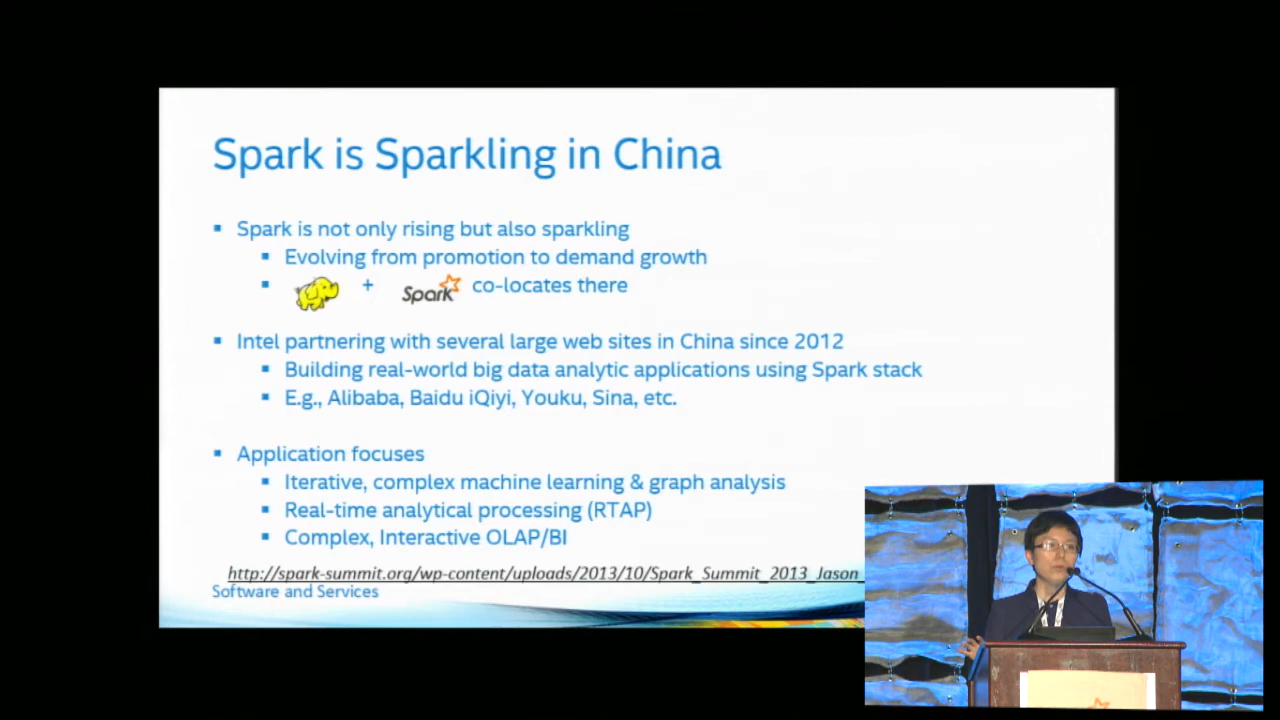 Spark is Sparkling in China
Spark is not only rising but also sparkling
Evolving from promotion to demand growth
+ Spark co-locates there
Intel partnering with several large web sites in China since 2012
Building real-world big data analytic applications using Spark stack
E.g., Alibaba, Baidu iQiyi, Youku, Sina, etc.
Application focuses
Iterative, complex machine learning & graph analysis
Real-time analytical processing (RTAP)
Complex, Interactive OLAP/BI
http://spark-summit.org/wp-content/uploads/2013/10/Spark_Summit_2013_Jason_
Software and Services